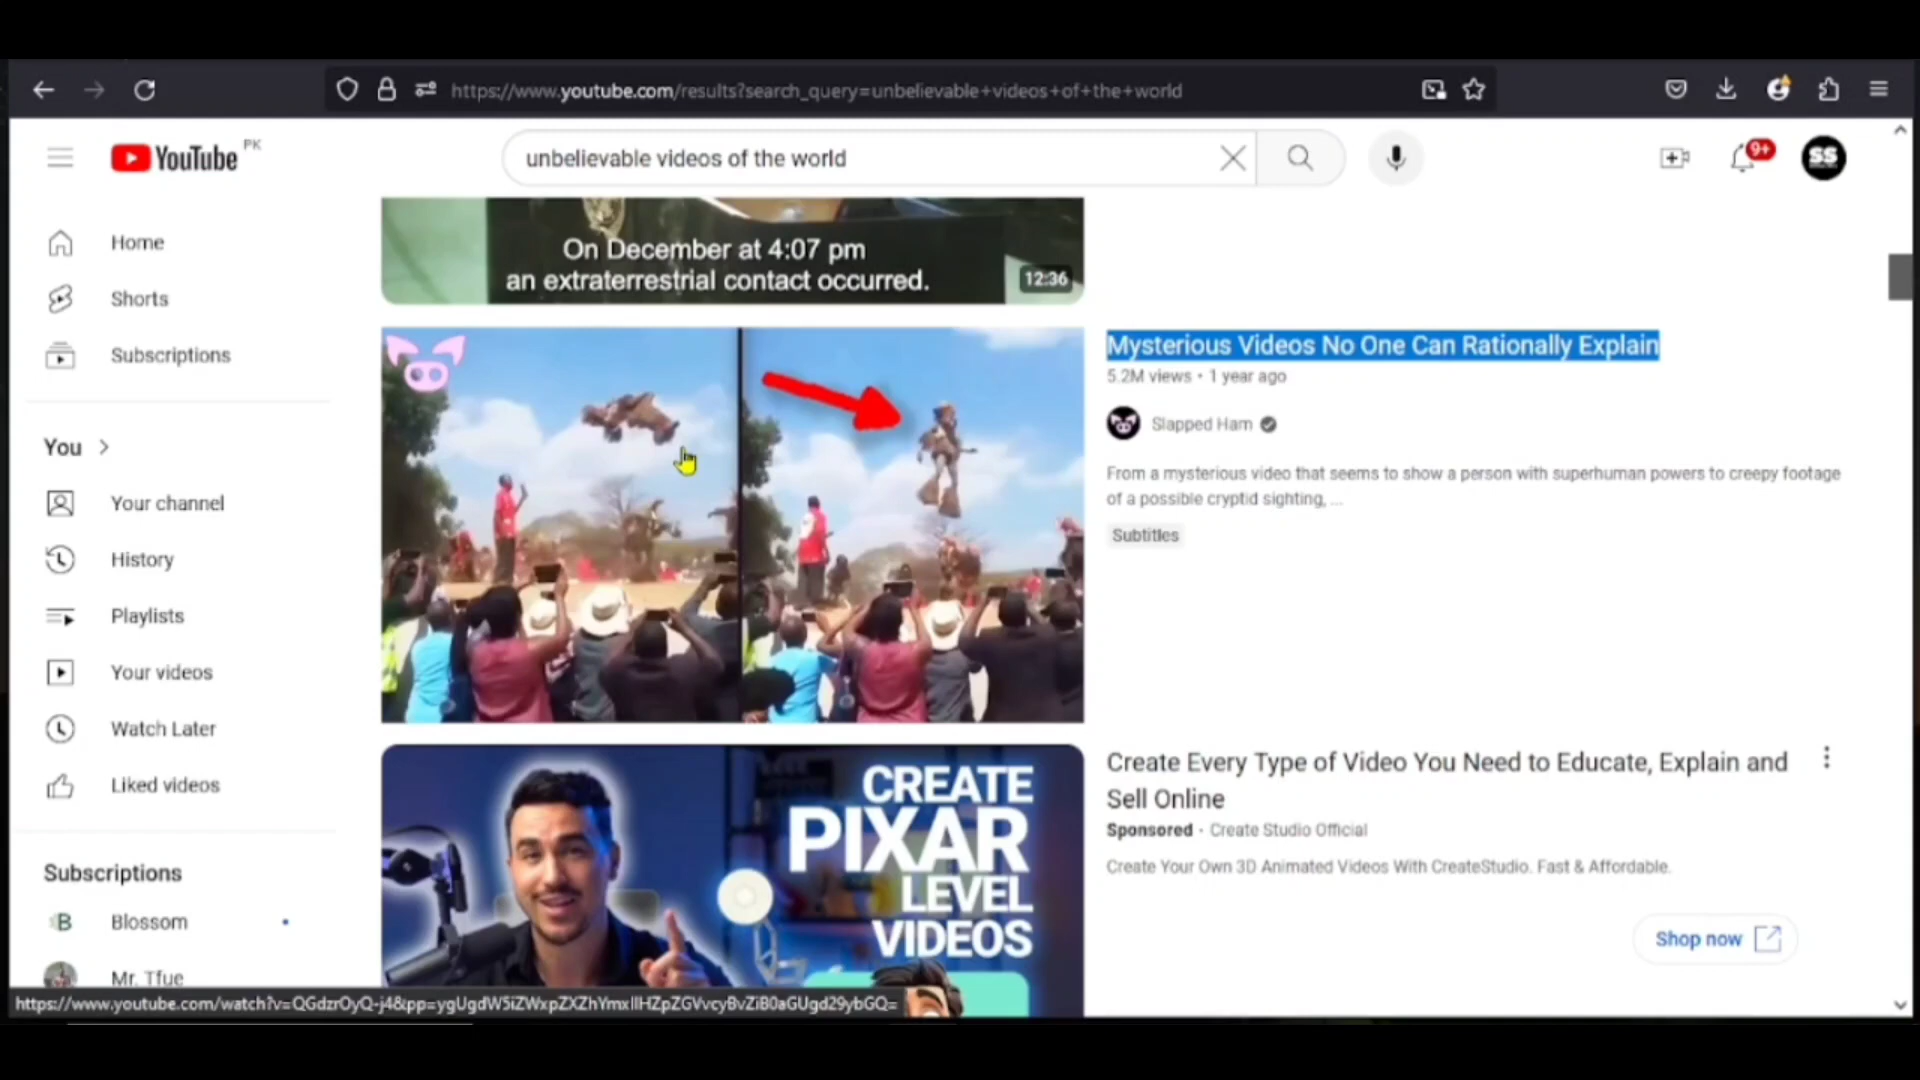 https://www.youtube.com/results?search_query=unbelievable+videos+of+the+world
YouTube PK
unbelievable videos of the world
9+
SS
Home
Shorts
Subscriptions
You
Your channel
History
Playlists
Your videos
Watch Later
Liked videos
Subscriptions
Blossom
Mr. Tfue
On December at 4:07 pm
an extraterrestrial contact occurred.
12:36
Mysterious Videos No One Can Rationally Explain
5.2M views • 1 year ago
Slapped Ham
From a mysterious video that seems to show a person with superhuman powers to creepy footage
of a possible cryptid sighting, ...
Subtitles
CREATE
PIXAR
LEVEL
VIDEOS
Create Every Type of Video You Need to Educate, Explain and
Sell Online
Sponsored · Create Studio Official
Create Your Own 3D Animated Videos With CreateStudio. Fast & Affordable.
Shop now